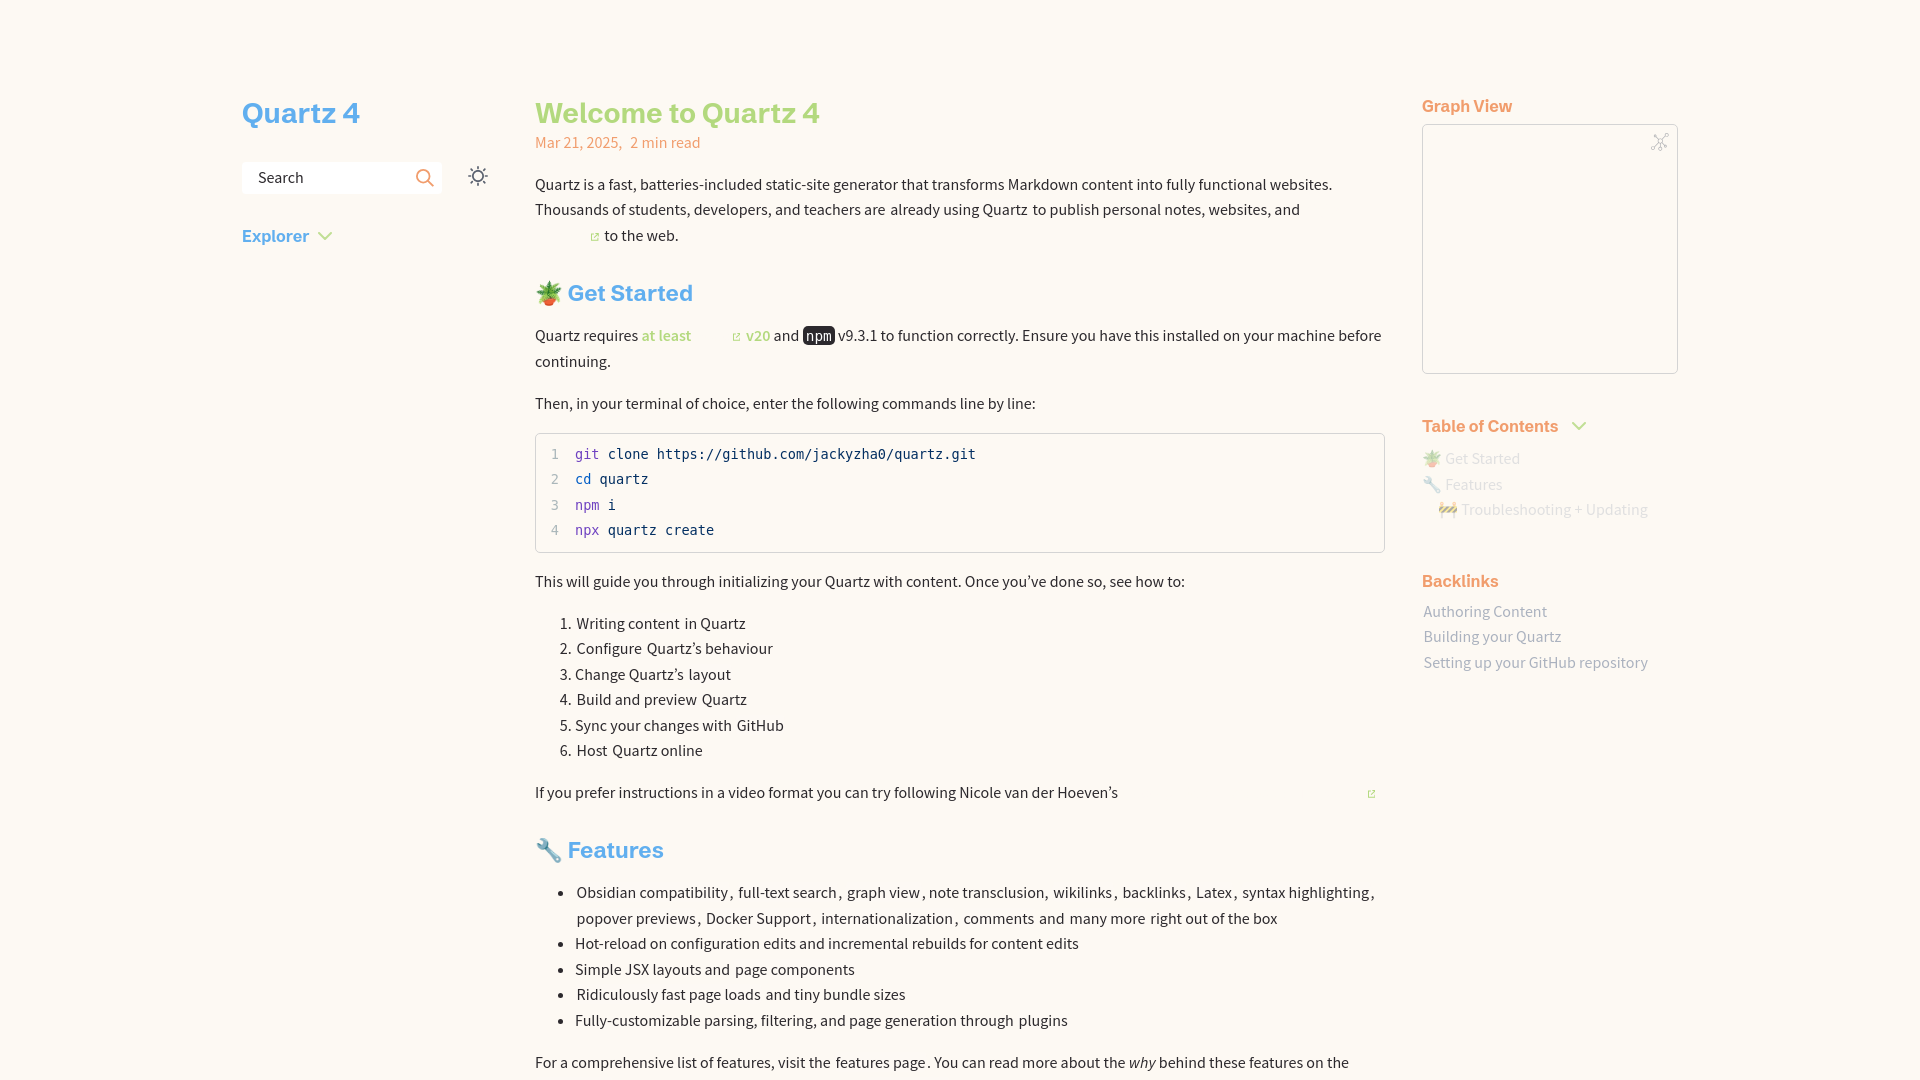 Quartz 4
Search
Explorer
Welcome to Quartz 4
Mar 21, 2025, 2 min read
Quartz is a fast, batteries-included static-site generator that transforms Markdown content into fully functional websites.
Thousands of students, developers, and teachers are already using Quartz to publish personal notes, websites, and
to the web.
🪴 Get Started
Quartz requires at least v20 and npm v9.3.1 to function correctly. Ensure you have this installed on your machine before
continuing.
Then, in your terminal of choice, enter the following commands line by line:
1 git clone https://github.com/jackyzha0/quartz.git
2 cd quartz
3 npm i
4 npx quartz create
This will guide you through initializing your Quartz with content. Once you’ve done so, see how to:
1. Writing content in Quartz
2. Configure Quartz’s behaviour
3. Change Quartz’s layout
4. Build and preview Quartz
5. Sync your changes with GitHub
6. Host Quartz online
If you prefer instructions in a video format you can try following Nicole van der Hoeven’s
🔧 Features
• Obsidian compatibility, full-text search, graph view, note transclusion, wikilinks, backlinks, Latex, syntax highlighting,
popover previews, Docker Support, internationalization, comments and many more right out of the box
• Hot-reload on configuration edits and incremental rebuilds for content edits
• Simple JSX layouts and page components
• Ridiculously fast page loads and tiny bundle sizes
• Fully-customizable parsing, filtering, and page generation through plugins
For a comprehensive list of features, visit the features page. You can read more about the why behind these features on the
Graph View
Table of Contents
🪴 Get Started
🔧 Features
🚧 Troubleshooting + Updating
Backlinks
Authoring Content
Building your Quartz
Setting up your GitHub repository